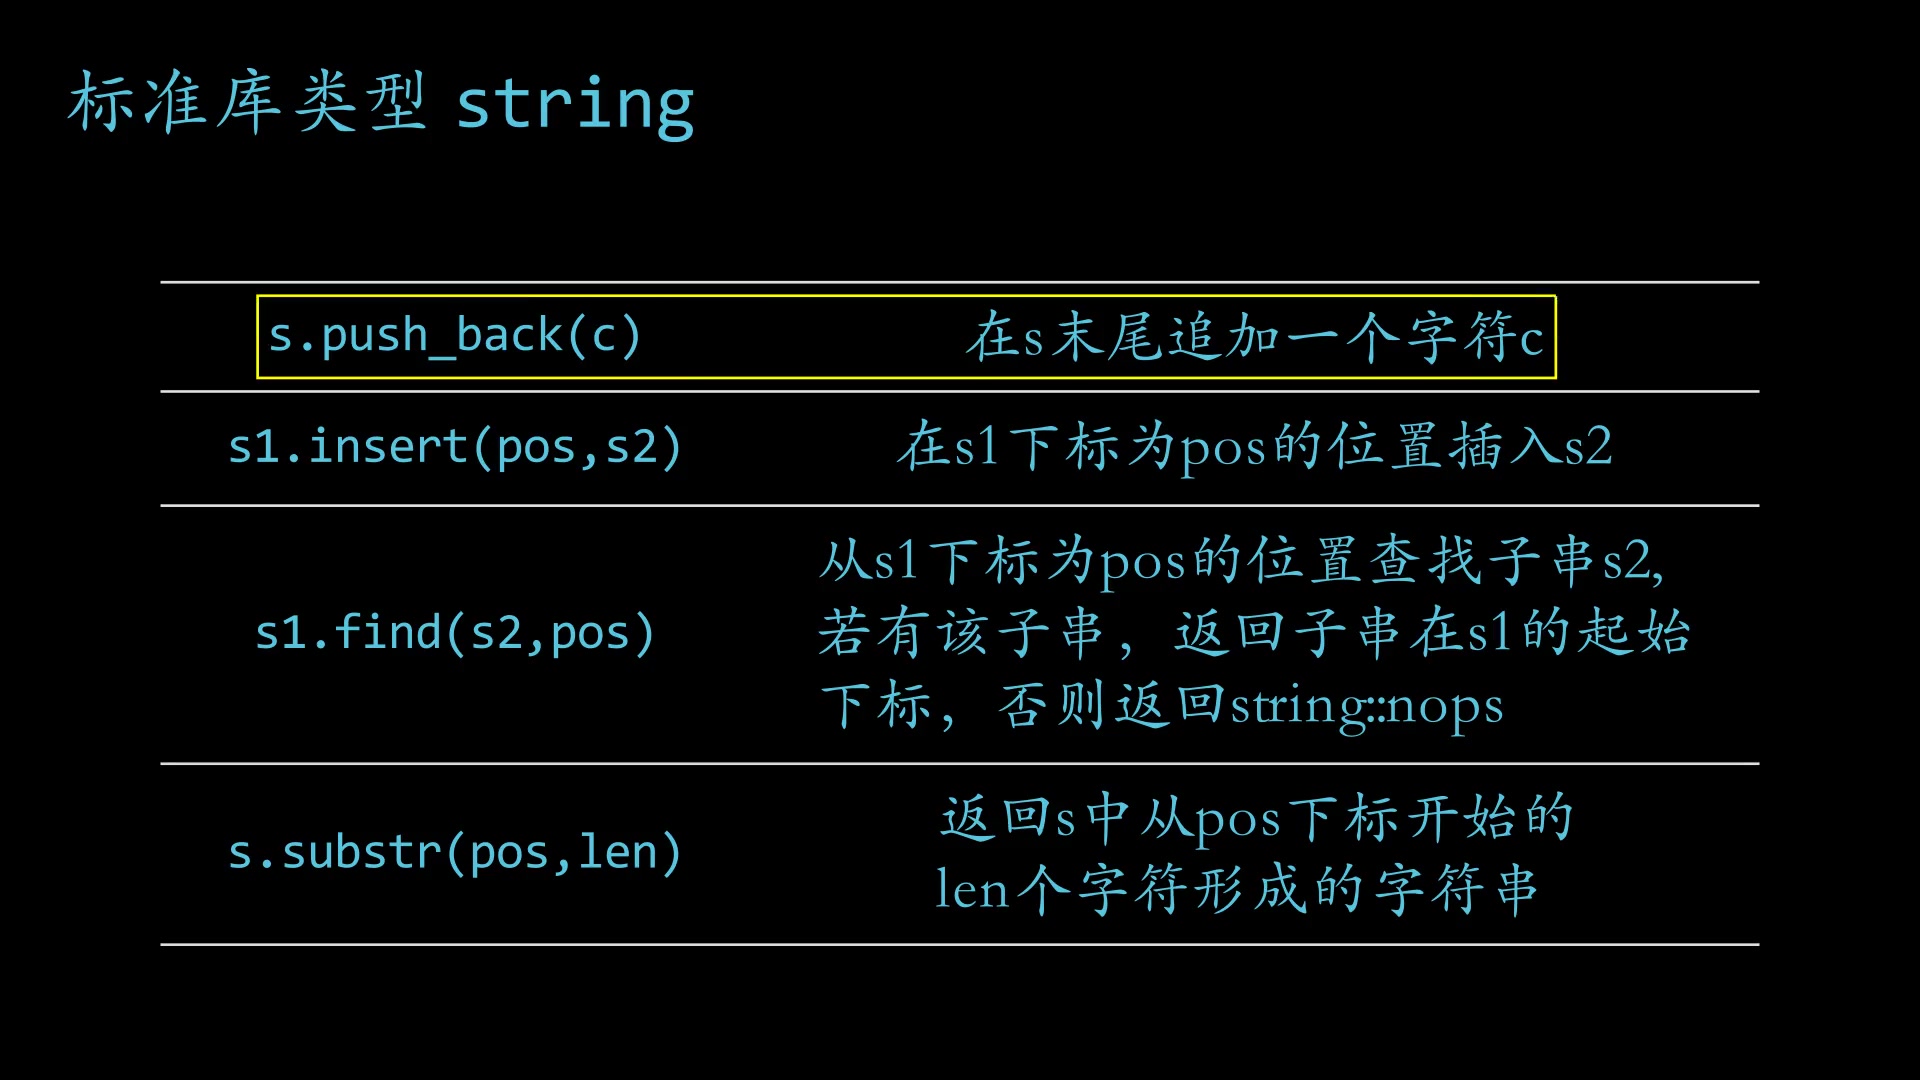 标准库类型 string
s.push_back(c) 在s末尾追加一个字符c
s1.insert(pos,s2) 在s1下标为pos的位置插入s2
s1.find(s2,pos)
从s1下标为pos的位置查找子串s2,
若有该子串，返回子串在s1的起始
下标，否则返回string::nops
s.substr(pos,len)
返回s中从pos下标开始的
len个字符形成的字符串